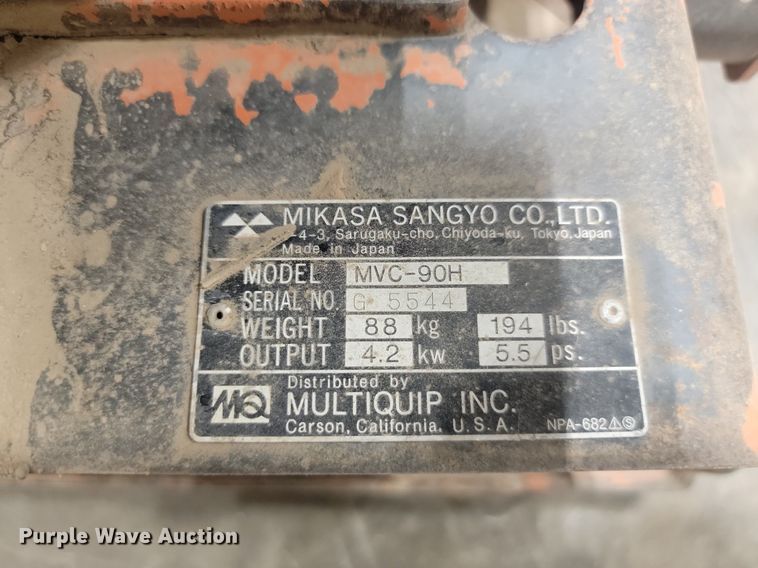 MIKASA SANGYO CO.,LTD.
-4-3, Sarugaku-cho, Chiyoda-ku, Tokyo, Japan
Made in Japan
MODEL MVC-90H
SERIAL NO. G 5544
WEIGHT 88 kg 194 lbs.
OUTPUT 4.2 kw 5.5 ps.
Distributed by
MQ MULTIQUIP INC.
Carson, California. U.S.A. NPA-682
Purple Wave Auction